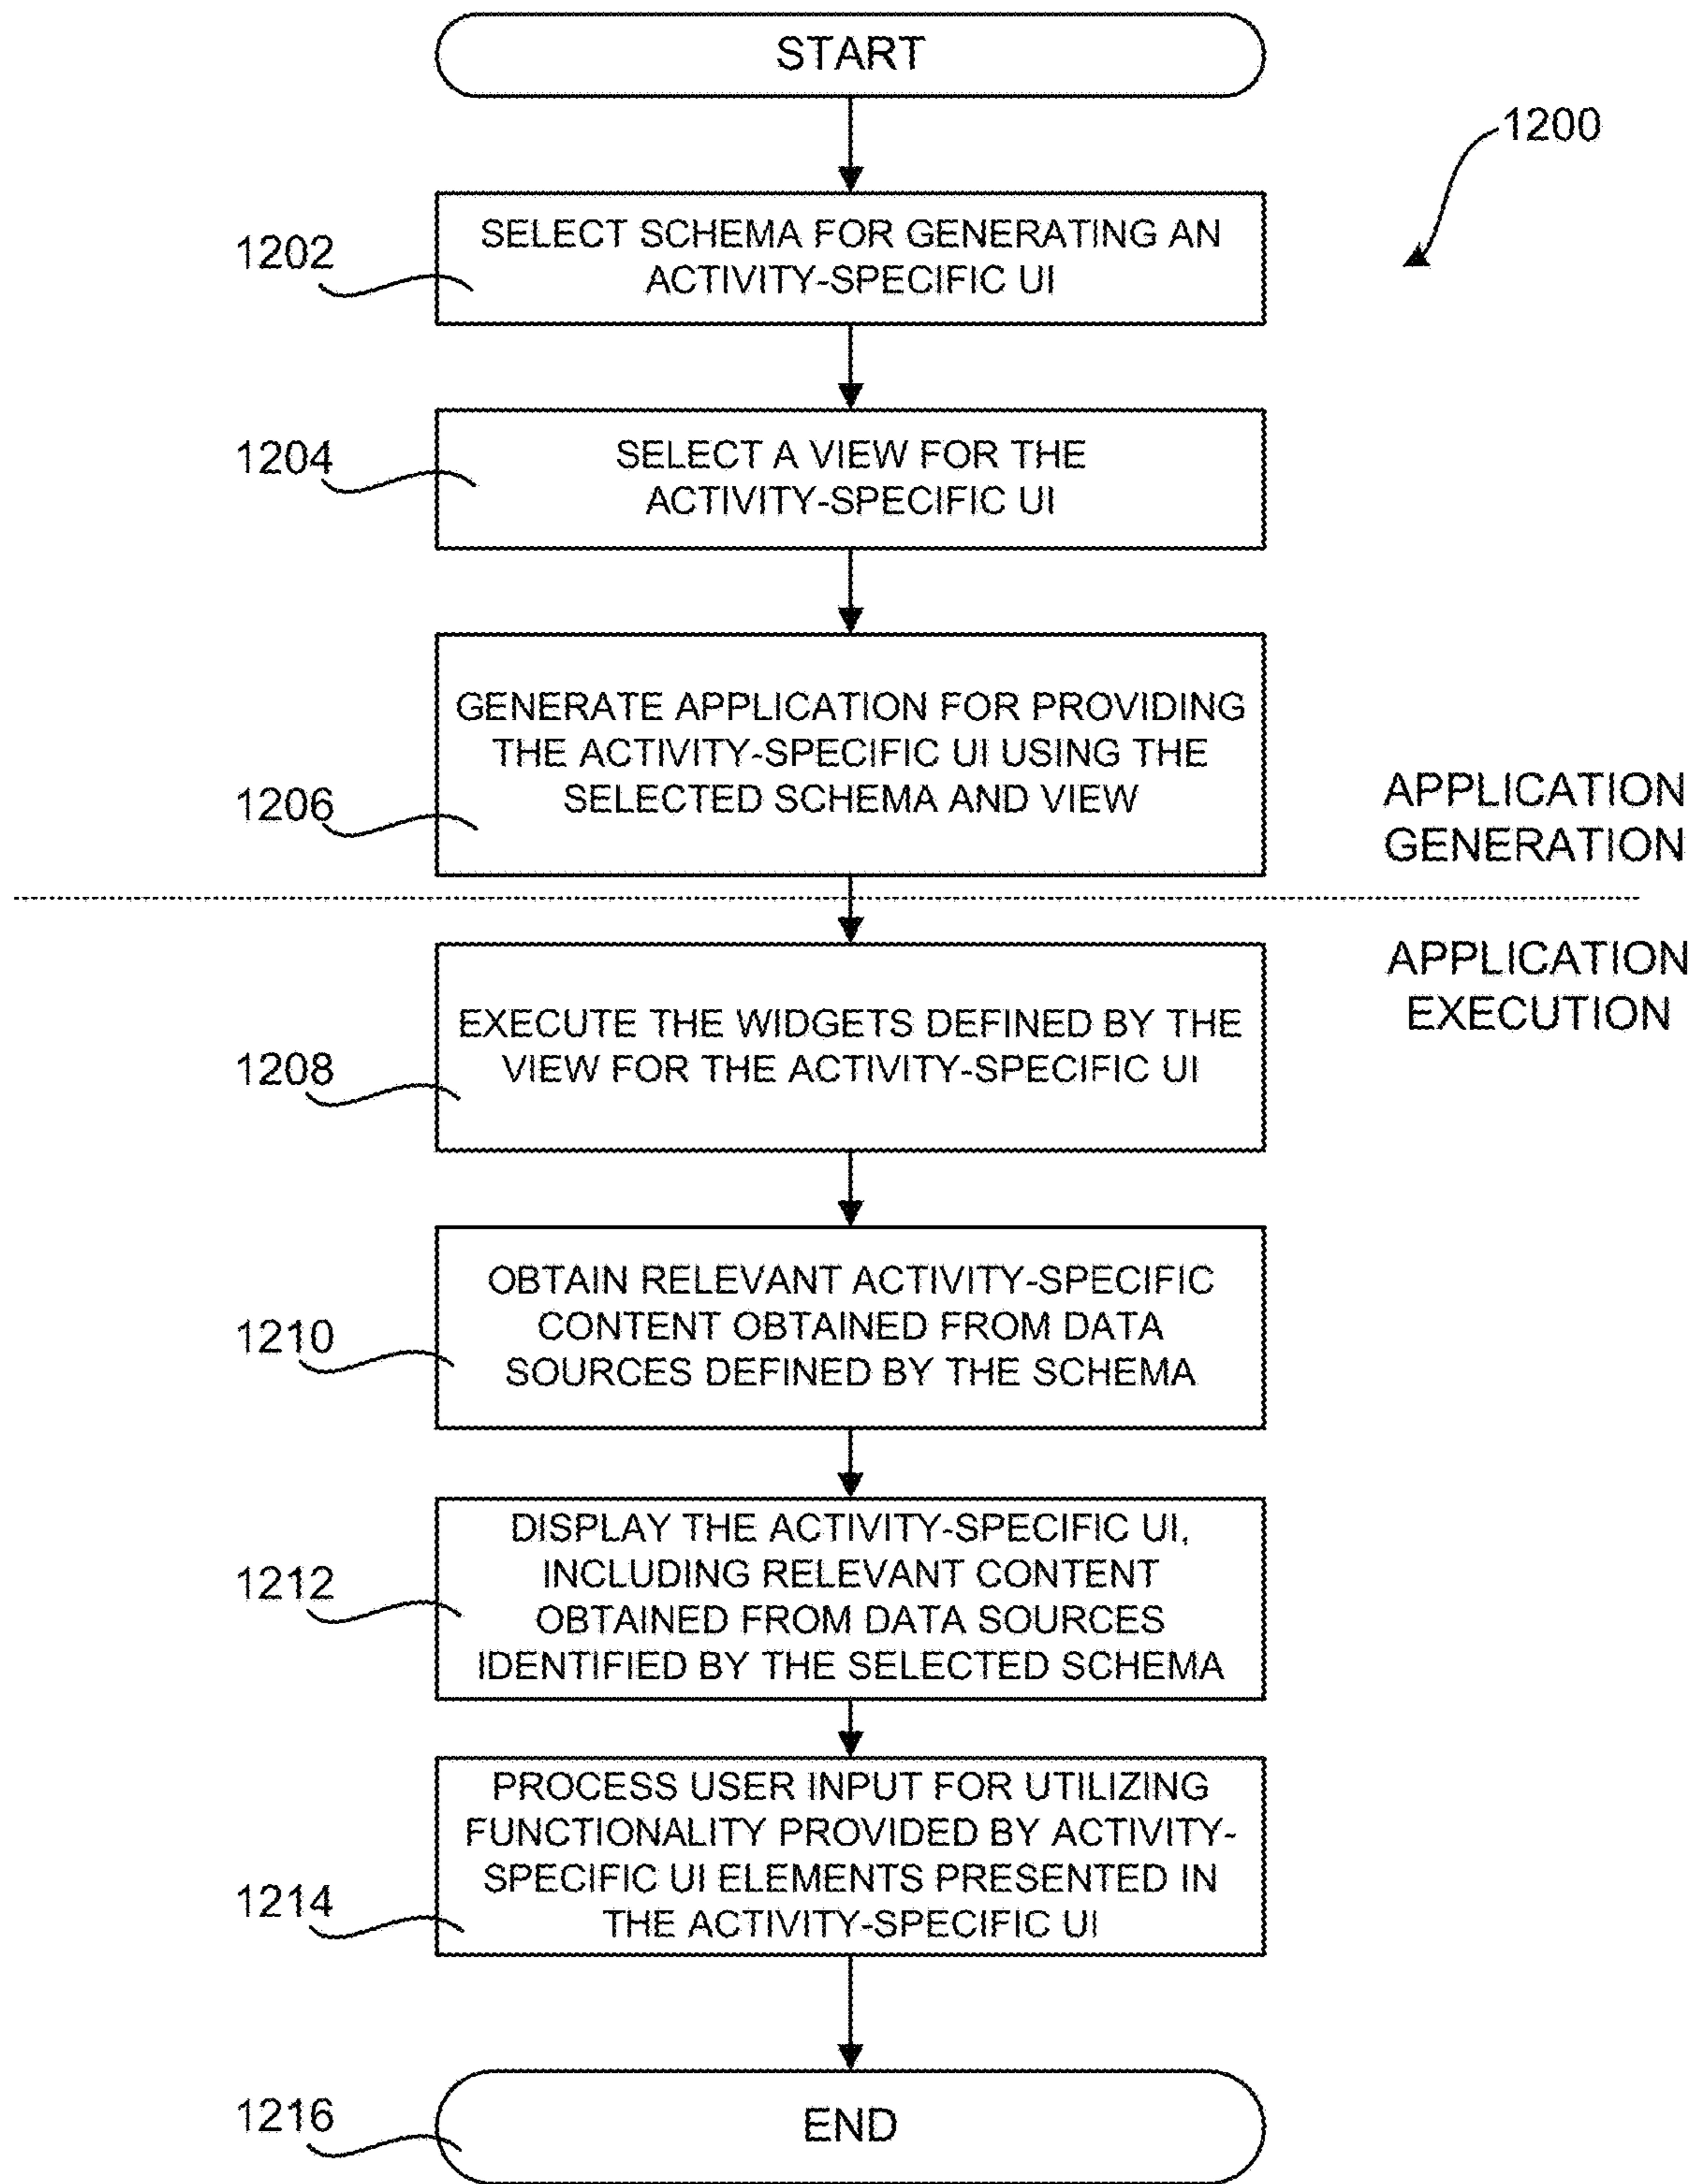 START
1200
1202
SELECT SCHEMA FOR GENERATING AN
ACTIVITY-SPECIFIC UI
1204
SELECT A VIEW FOR THE
ACTIVITY-SPECIFIC UI
1206
GENERATE APPLICATION FOR PROVIDING
THE ACTIVITY-SPECIFIC UI USING THE
SELECTED SCHEMA AND VIEW
APPLICATION
GENERATION
APPLICATION
EXECUTION
1208
EXECUTE THE WIDGETS DEFINED BY THE
VIEW FOR THE ACTIVITY-SPECIFIC UI
1210
OBTAIN RELEVANT ACTIVITY-SPECIFIC
CONTENT OBTAINED FROM DATA
SOURCES DEFINED BY THE SCHEMA
1212
DISPLAY THE ACTIVITY-SPECIFIC UI,
INCLUDING RELEVANT CONTENT
OBTAINED FROM DATA SOURCES
IDENTIFIED BY THE SELECTED SCHEMA
1214
PROCESS USER INPUT FOR UTILIZING
FUNCTIONALITY PROVIDED BY ACTIVITY-
SPECIFIC UI ELEMENTS PRESENTED IN
THE ACTIVITY-SPECIFIC UI
1216
END